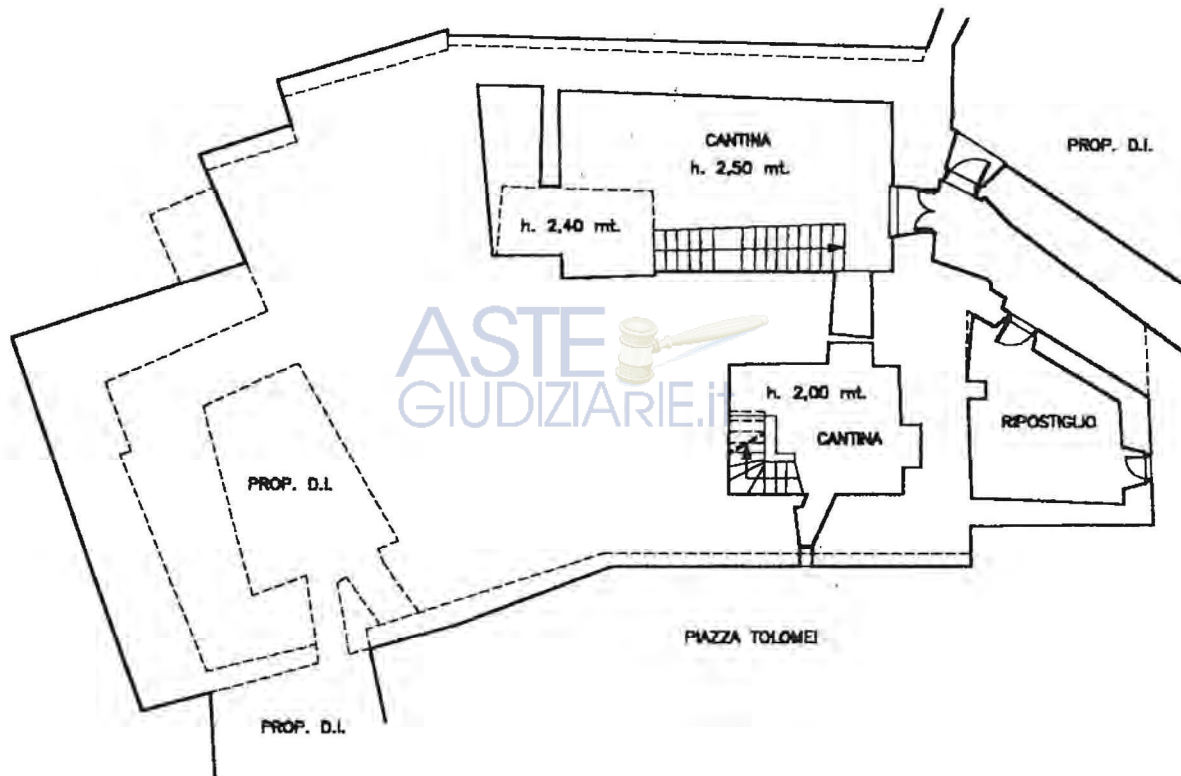 CANTINA
h. 2,50 mt.
PROP. D.I.
h. 2,40 mt.
ASTE
GIUDIZIARIE.it
h. 2,00 mt.
CANTINA
RIPOSTIGLIO
PROP. D.I.
PIAZZA TOLOMEI
PROP. D.I.